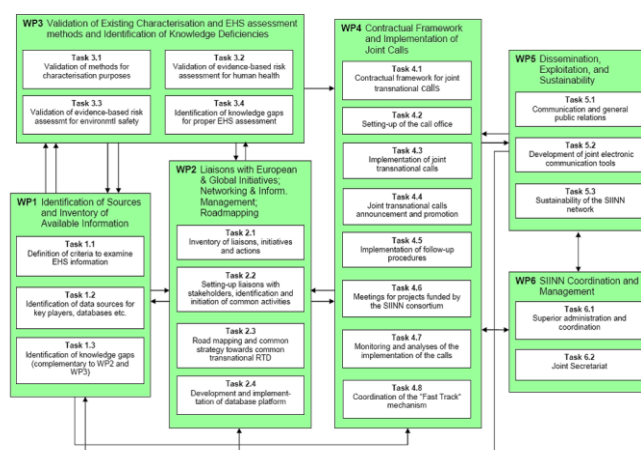 WP3 Validation of Existing Characterisation and EHS assessment
methods and Identification of Knowledge Deficiencies
Task 3.1
Validation of methods for
characterisation purposes
Task 3.2
Validation of evidence-based risk
assessment for human health
Task 3.3
Validation of evidence-based risk
assessmt for environmtl safety
Task 3.4
Identification of knowledge gaps
for proper EHS assessment
WP1 Identification of Sources
and Inventory of
Available Information
Task 1.1
Definition of criteria to examine
EHS information
Task 1.2
Identification of data sources for
key players, databases etc.
Task 1.3
Identification of knowledge gaps
(complementary to WP2 and
WP3)
WP2 Liaisons with European
& Global Initiatives;
Networking & Inform.
Management;
Roadmapping
Task 2.1
Inventory of liaisons, initiatives
and actions
Task 2.2
Setting-up liaisons with
stakeholders, identification and
initiation of common activities
Task 2.3
Road mapping and common
strategy towards common
transnational RTD
Task 2.4
Development and implemen-
tation of database platform
WP4 Contractual Framework
and Implementation of
Joint Calls
Task 4.1
Contractual framework for joint
transnational calls
Task 4.2
Setting-up of the call office
Task 4.3
Implementation of joint
transnational calls
Task 4.4
Joint transnational calls
announcement and promotion
Task 4.5
Implementation of follow-up
procedures
Task 4.6
Meetings for projects funded by
the SIINN consortium
Task 4.7
Monitoring and analyses of the
implementation of the calls
Task 4.8
Coordination of the "Fast Track"
mechanism
WP5 Dissemination,
Exploitation, and
Sustainability
Task 5.1
Communication and general
public relations
Task 5.2
Development of joint electronic
communication tools
Task 5.3
Sustainability of the SIINN
network
WP6 SIINN Coordination and
Management
Task 6.1
Superior administration and
coordination
Task 6.2
Joint Secretariat